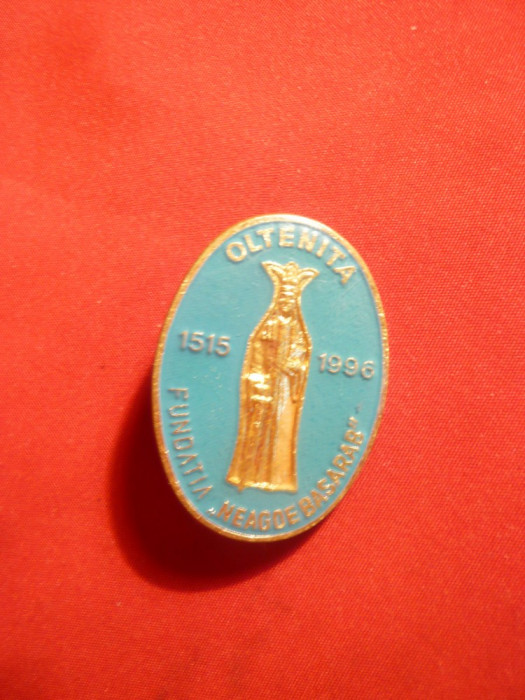 OLTENITA
1515
1996
FUNDATIA „NEAGOE BASARAB”